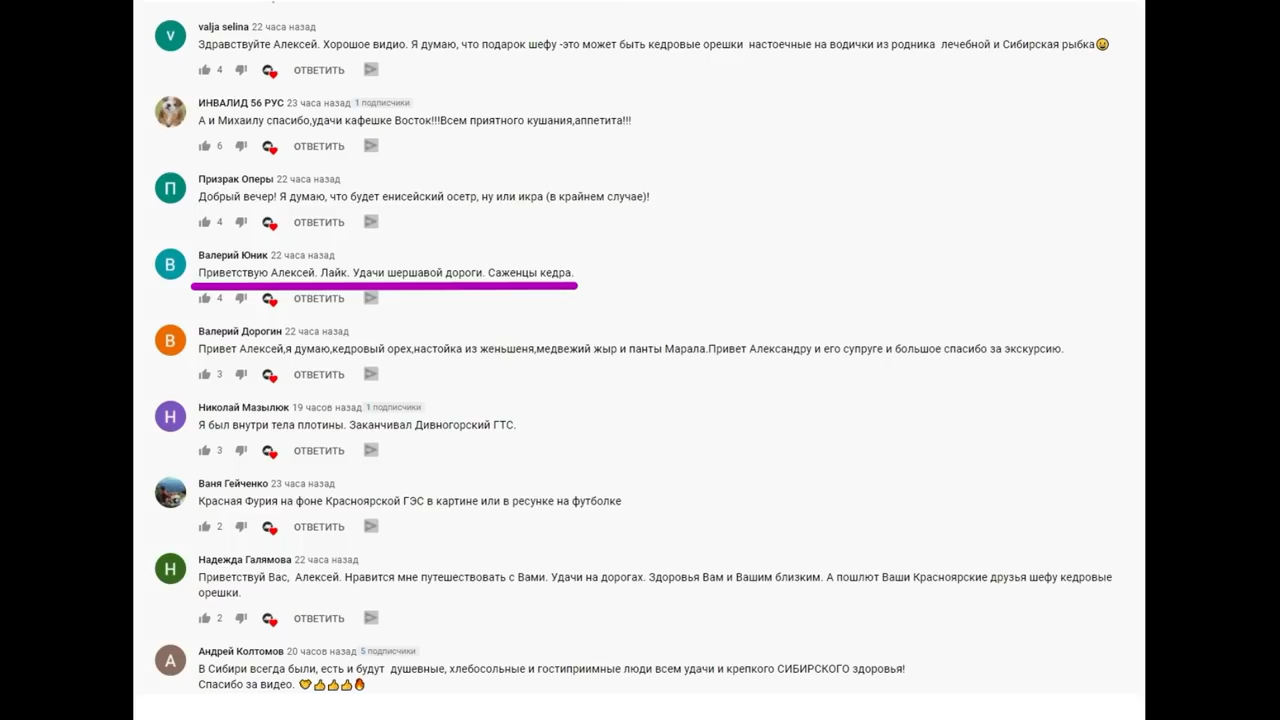 valja selina 22 часа назад
Здравствуйте Алексей. Хорошое видио. Я думаю, что подарок шефу -это может быть кедровые орешки настоечные на водички из родника лечебной и Сибирская рыбка😀
4 ОТВЕТИТЬ
ИНВАЛИД 56 РУС 23 часа назад 1 подписчики
А и Михаилу спасибо,удачи кафешке Восток!!!Всем приятного кушания,аппетита!!!
6 ОТВЕТИТЬ
Призрак Оперы 22 часа назад
Добрый вечер! Я думаю, что будет енисейский осетр, ну или икра (в крайнем случае)!
4 ОТВЕТИТЬ
Валерий Юник 22 часа назад
Приветствую Алексей. Лайк. Удачи шершавой дороги. Саженцы кедра.
4 ОТВЕТИТЬ
Валерий Дорогин 22 часа назад
Привет Алексей,я думаю,кедровый орех,настойка из женьшеня,медвежий жыр и панты Марала.Привет Александру и его супруге и большое спасибо за экскурсию.
3 ОТВЕТИТЬ
Николай Мазылюк 19 часов назад 1 подписчики
Я был внутри тела плотины. Заканчивал Дивногорский ГТС.
3 ОТВЕТИТЬ
Ваня Гейченко 23 часа назад
Красная Фурия на фоне Красноярской ГЭС в картине или в ресунке на футболке
2 ОТВЕТИТЬ
Надежда Галямова 22 часа назад
Приветствуй Вас, Алексей. Нравится мне путешествовать с Вами. Удачи на дорогах. Здоровья Вам и Вашим близким. А пошлют Ваши Красноярские друзья шефу кедровые
орешки.
2 ОТВЕТИТЬ
Андрей Колтомов 20 часов назад 5 подписчики
В Сибири всегда были, есть и будут душевные, хлебосольные и гостиприимные люди всем удачи и крепкого СИБИРСКОГО здоровья!
Спасибо за видео. 💛👍👍👍🔥